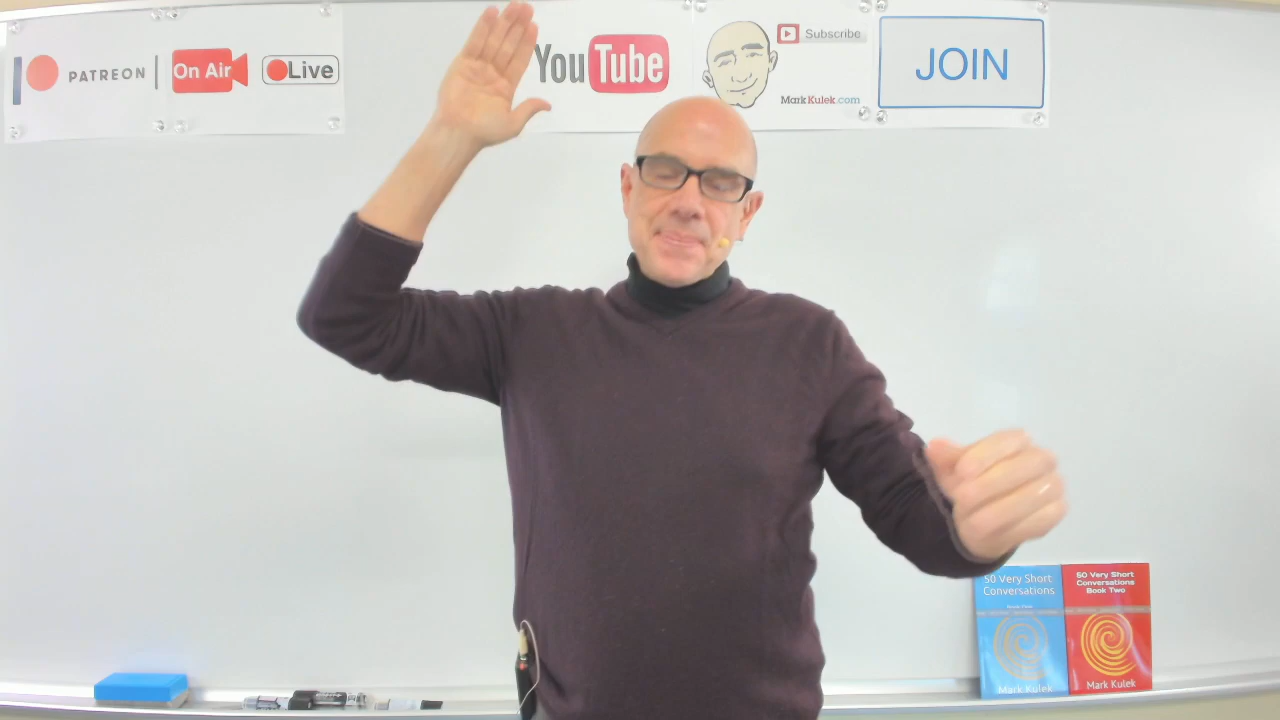 PATREON
On Air
Live
YouTube
Subscribe
MarkKulek.com
JOIN
50 Very Short
Conversations
Mark Kulek
50 Very Short
Conversations
Book Two
Mark Kulek